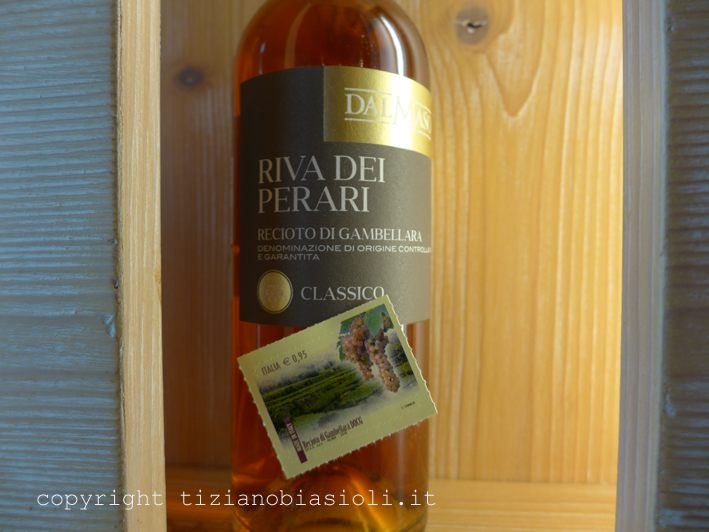 DAL MASO
RIVA DEI
PERARI
RECIOTO DI GAMBELLARA
DENOMINAZIONE DI ORIGINE CONTROLLATA
E GARANTITA
CLASSICO
ITALIA € 0,95
Recioto di Gambellara DOCG
copyright tizianobiasioli.it